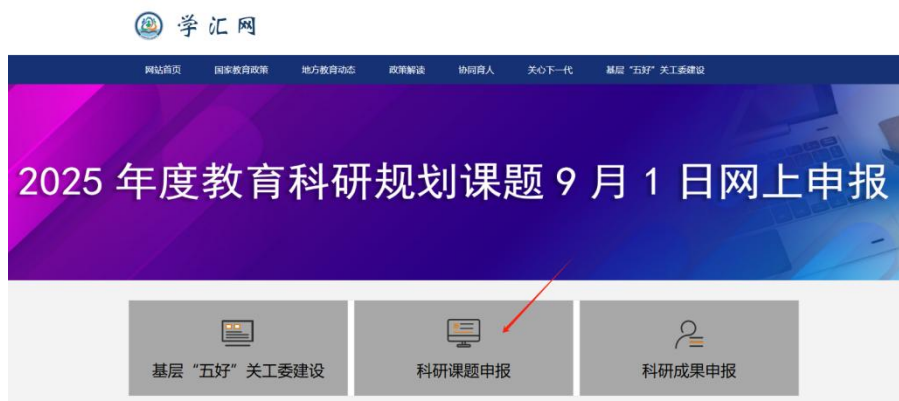 学汇网
网站首页 国家教育政策 地方教育动态 政策解读 协同育人 关心下一代 基层“五好”关工委建设
2025年度教育科研规划课题9月1日网上申报
基层“五好”关工委建设 科研课题申报 科研成果申报